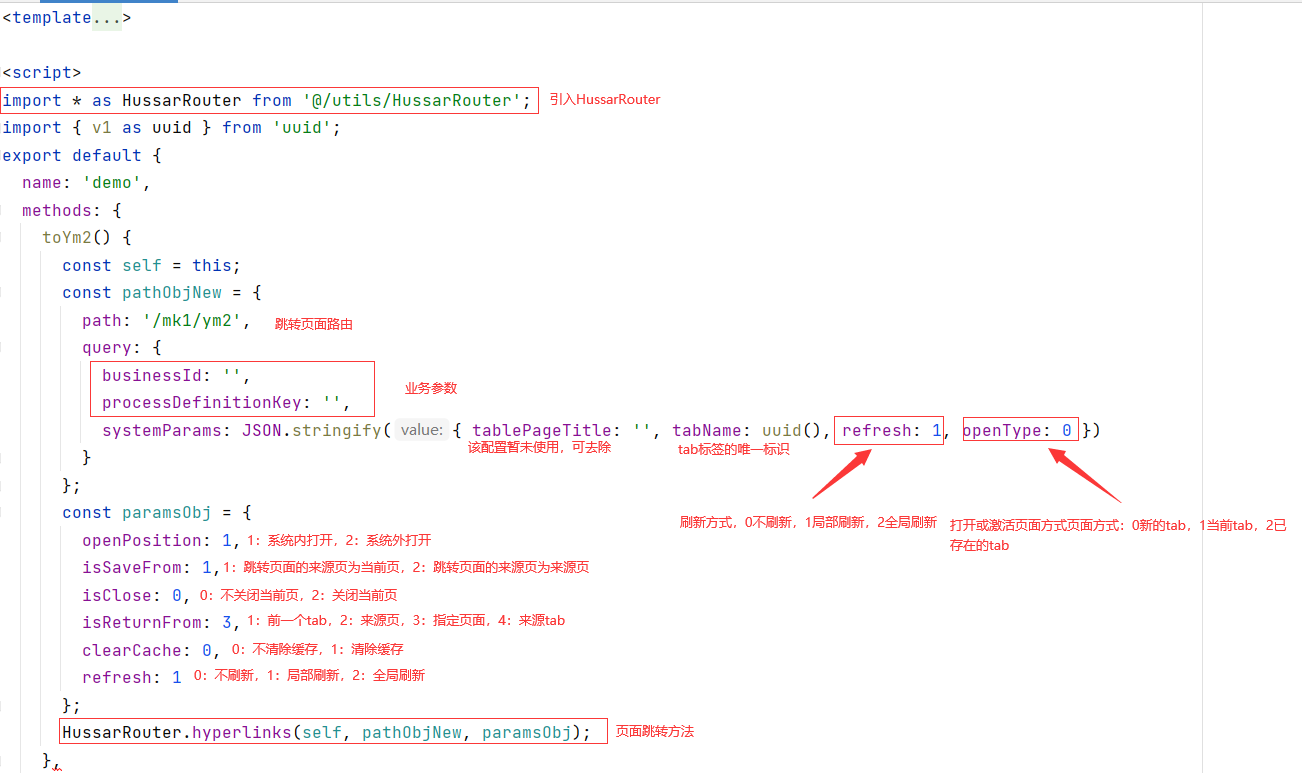 <template...>
<script>
import * as HussarRouter from '@/utils/HussarRouter'; 引入HussarRouter
import { v1 as uuid } from 'uuid';
export default {
name: 'demo',
methods: {
toYm2() {
const self = this;
const pathObjNew = {
path: '/mk1/ym2', 跳转页面路由
query: {
businessId: '',
业务参数
processDefinitionKey: '',
systemParams: JSON.stringify( value: { tablePageTitle: '', tabName: uuid(), refresh: 1, openType: 0 })
该配置暂未使用，可去除 tab标签的唯一标识
}
};
const paramsObj = {
刷新方式，0不刷新，1局部刷新，2全局刷新
打开或激活页面方式页面方式：0新的tab，1当前tab，2已
存在的tab
openPosition: 1, 1：系统内打开，2：系统外打开
isSaveFrom: 1, 1：跳转页面的来源页为当前页，2：跳转页面的来源页为来源页
isClose: 0, 0：不关闭当前页，2：关闭当前页
isReturnFrom: 3, 1：前一个tab，2：来源页，3：指定页面，4：来源tab
clearCache: 0, 0：不清除缓存，1：清除缓存
refresh: 1 0：不刷新，1：局部刷新，2：全局刷新
};
HussarRouter.hyperlinks(self, pathObjNew, paramsObj); 页面跳转方法
},